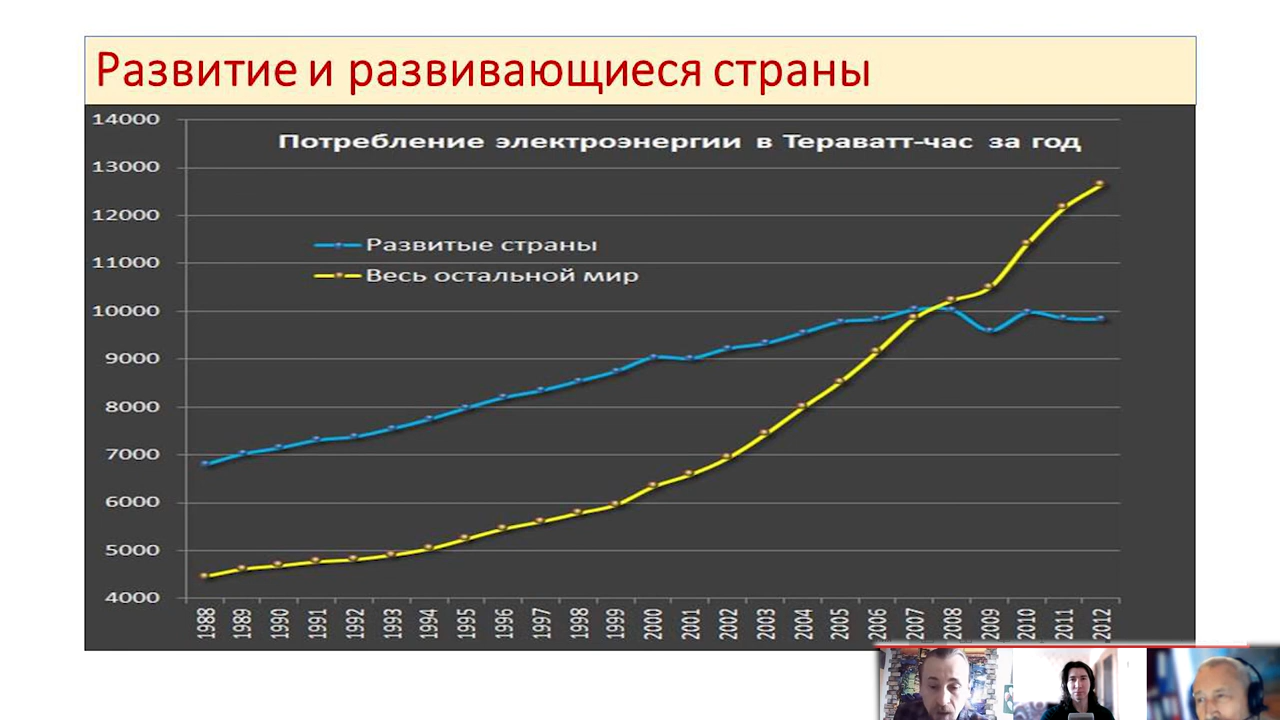 Развитие и развивающиеся страны
Потребление электроэнергии в Тераватт-час за год
14000
13000
12000
11000
10000
9000
8000
7000
6000
5000
4000
Развитые страны
Весь остальной мир
1988 1989 1990 1991 1992 1993 1994 1995 1996 1997 1998 1999 2000 2001 2002 2003 2004 2005 2006 2007 2008 2009 2010 2011 2012